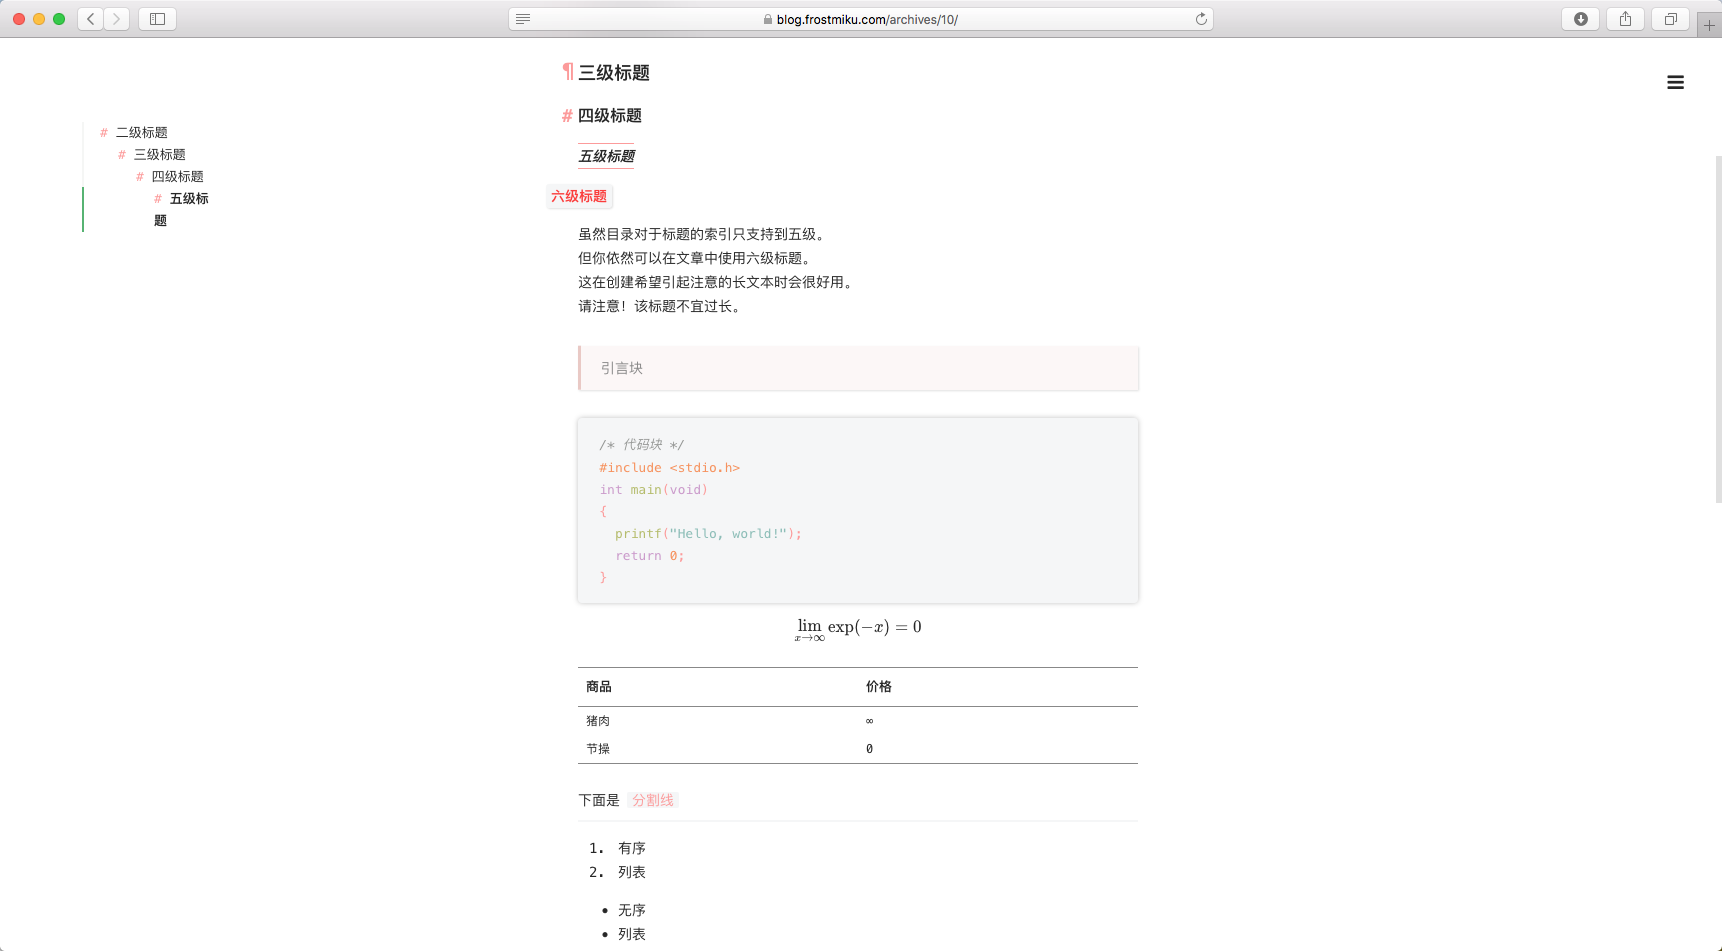 blog.frostmiku.com/archives/10/
# 二级标题
# 三级标题
# 四级标题
# 五级标
题
¶ 三级标题
# 四级标题
五级标题
六级标题
虽然目录对于标题的索引只支持到五级。
但你依然可以在文章中使用六级标题。
这在创建希望引起注意的长文本时会很好用。
请注意！该标题不宜过长。
引言块
/* 代码块 */
#include <stdio.h>
int main(void)
{
printf("Hello, world!");
return 0;
}
lim exp(−x) = 0
x→∞
商品 价格
猪肉 ∞
节操 0
下面是 分割线
1. 有序
2. 列表
• 无序
• 列表